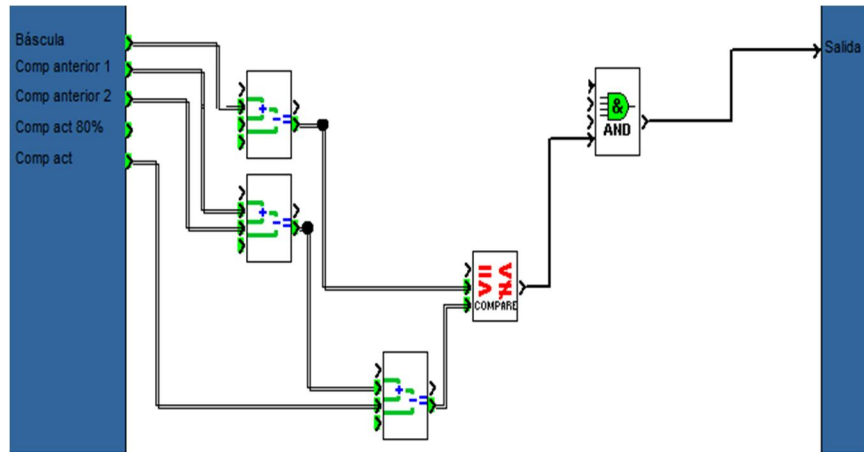 Báscula
Comp anterior 1
Comp anterior 2
Comp act 80%
Comp act
Salida
&
AND
COMPARE